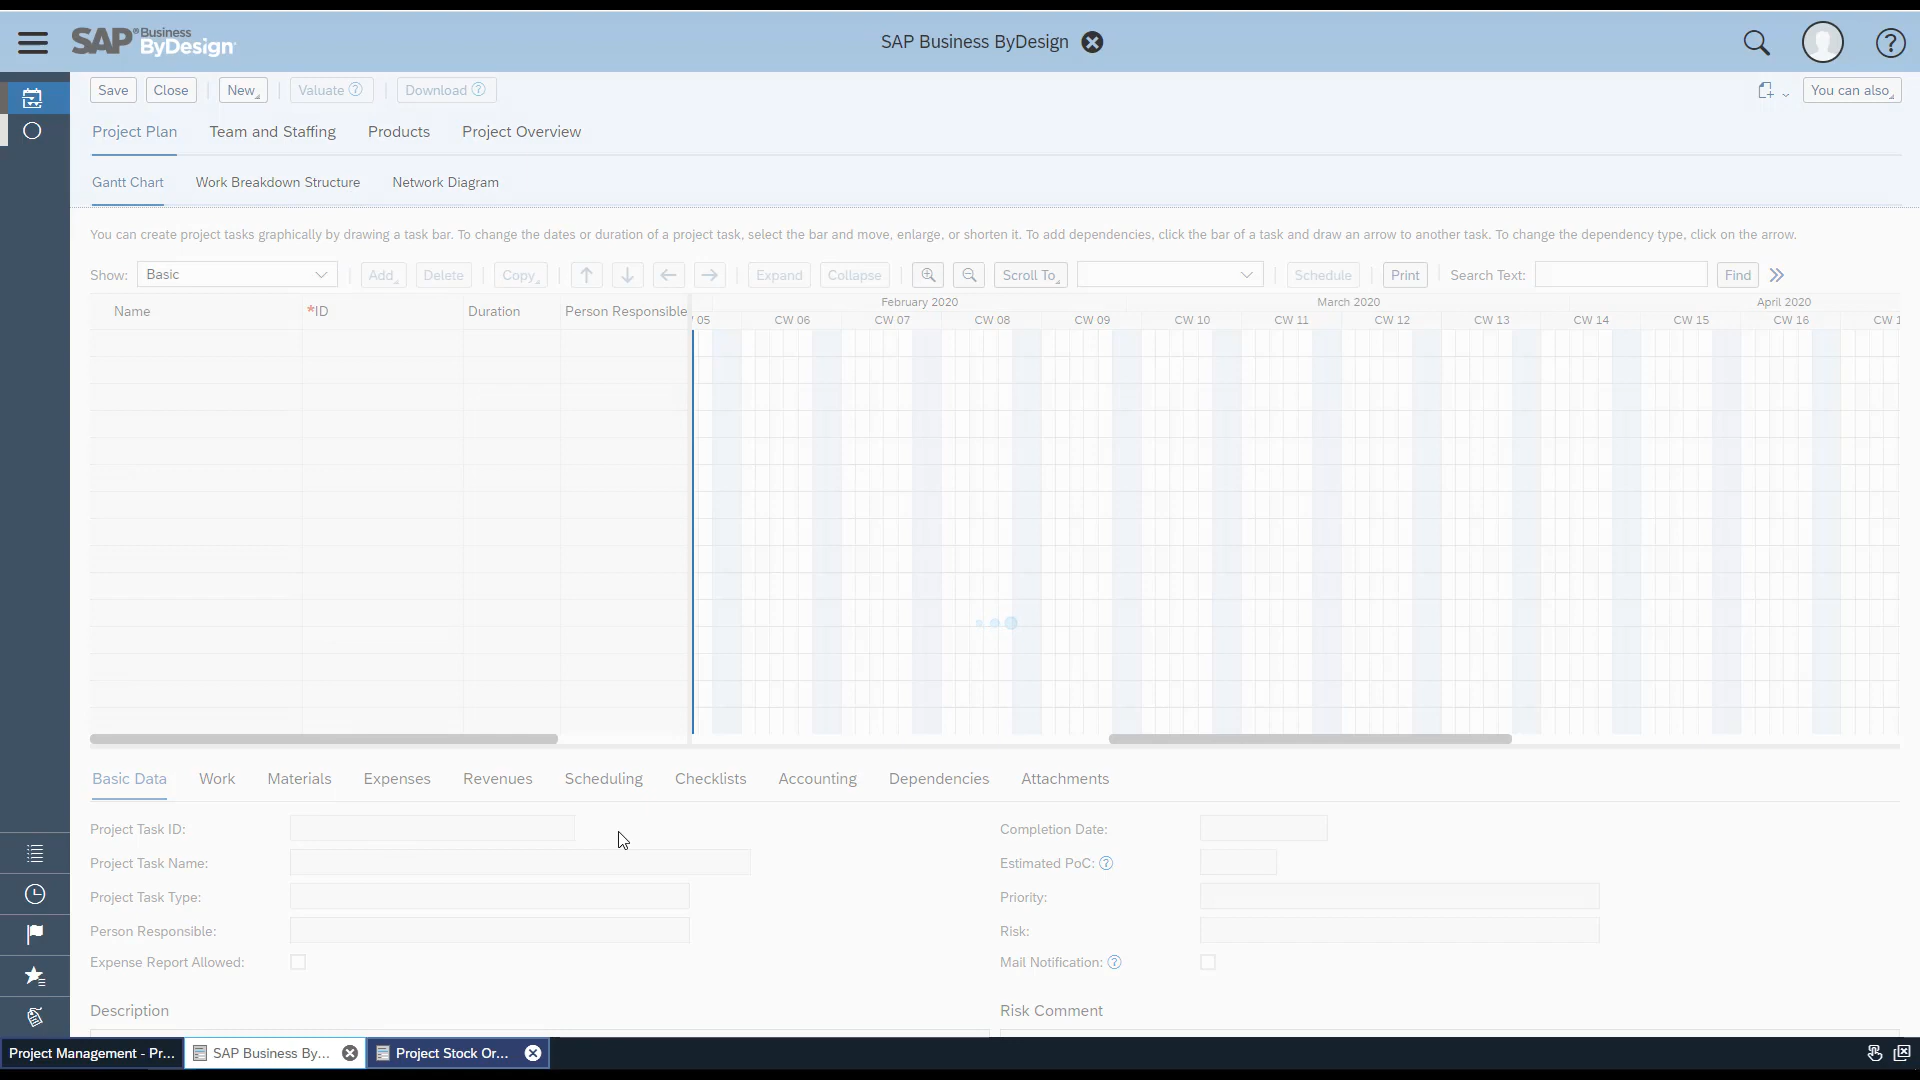 SAP Business ByDesign
SAP Business ByDesign
Save Close New Valuate Download You can also
Project Plan Team and Staffing Products Project Overview
Gantt Chart Work Breakdown Structure Network Diagram
You can create project tasks graphically by drawing a task bar. To change the dates or duration of a project task, select the bar and move, enlarge, or shorten it. To add dependencies, click the bar of a task and draw an arrow to another task. To change the dependency type, click on the arrow.
Show: Basic Add Delete Copy Expand Collapse Scroll To Schedule Print Search Text: Find
February 2020 March 2020 April 2020
Name *ID Duration Person Responsible
05 CW 06 CW 07 CW 08 CW 09 CW 10 CW 11 CW 12 CW 13 CW 14 CW 15 CW 16 CW 1
Basic Data Work Materials Expenses Revenues Scheduling Checklists Accounting Dependencies Attachments
Project Task ID: Completion Date:
Project Task Name: Estimated PoC:
Project Task Type: Priority:
Person Responsible: Risk:
Expense Report Allowed: Mail Notification:
Description Risk Comment
Project Management - Pr... SAP Business By... Project Stock Or...